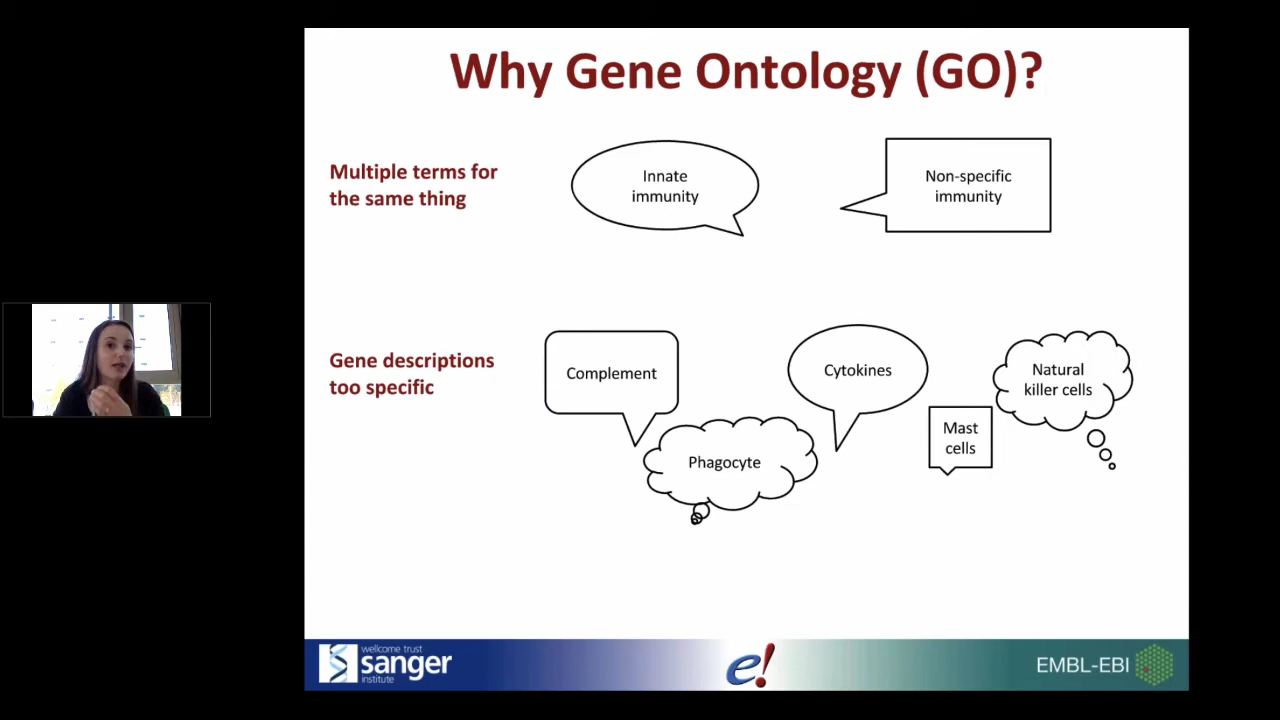 Why Gene Ontology (GO)?
Multiple terms for
the same thing
Innate
immunity
Non-specific
immunity
Gene descriptions
too specific
Complement
Phagocyte
Cytokines
Mast
cells
Natural
killer cells
wellcome trust
sanger
institute
e!
EMBL-EBI